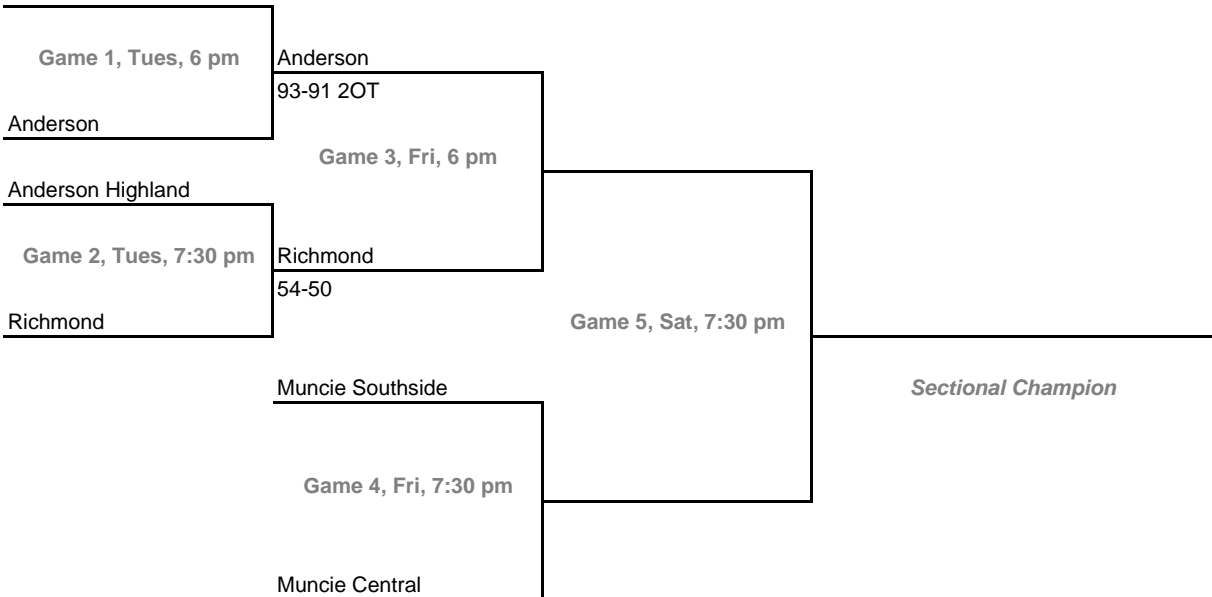 Game 1, Tues, 6 pm
Anderson
93-91 2OT
Anderson
Game 3, Fri, 6 pm
Anderson Highland
Game 2, Tues, 7:30 pm
Richmond
54-50
Richmond
Game 5, Sat, 7:30 pm
Muncie Southside
Sectional Champion
Game 4, Fri, 7:30 pm
Muncie Central